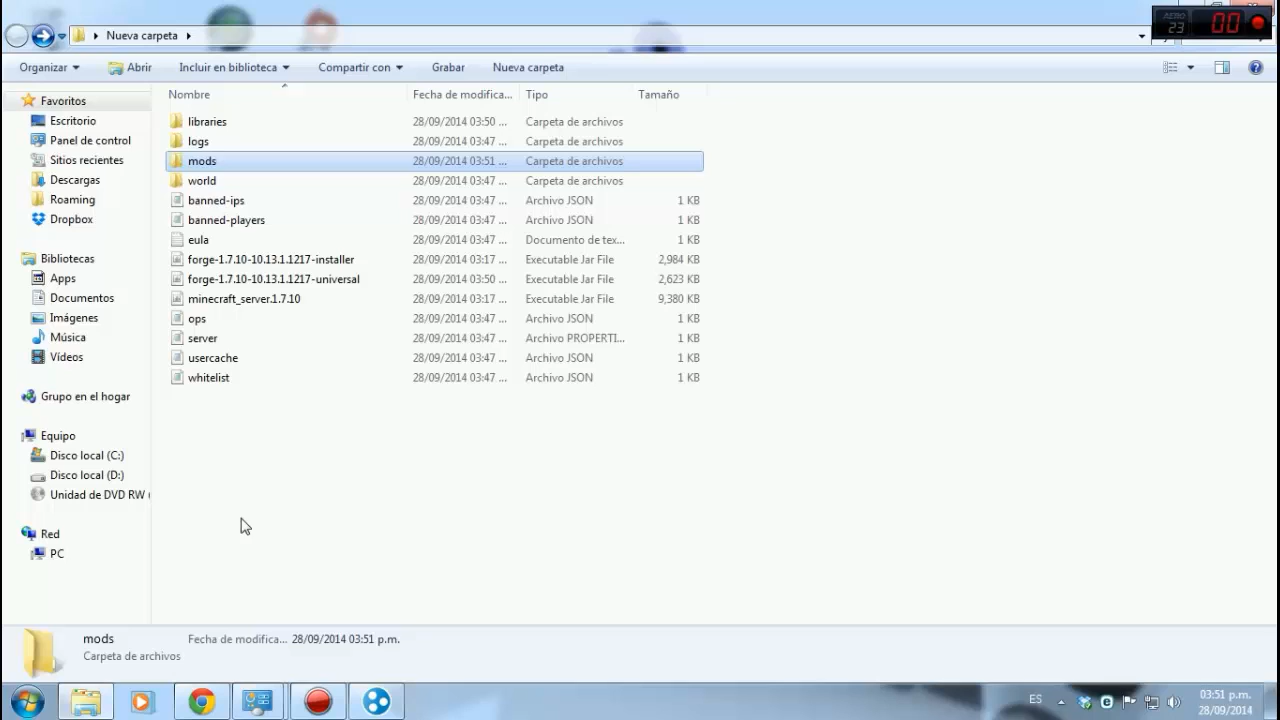 AERO
23
00
Nueva carpeta
Organizar Abrir Incluir en biblioteca Compartir con Grabar Nueva carpeta
Nombre Fecha de modifica... Tipo Tamaño
Favoritos
Escritorio
Panel de control
Sitios recientes
Descargas
Roaming
Dropbox
Bibliotecas
Apps
Documentos
Imágenes
Música
Vídeos
Grupo en el hogar
Equipo
Disco local (C:)
Disco local (D:)
Unidad de DVD RW (
Red
PC
libraries 28/09/2014 03:50 ... Carpeta de archivos
logs 28/09/2014 03:47 ... Carpeta de archivos
mods 28/09/2014 03:51 ... Carpeta de archivos
world 28/09/2014 03:47 ... Carpeta de archivos
banned-ips 28/09/2014 03:47 ... Archivo JSON 1 KB
banned-players 28/09/2014 03:47 ... Archivo JSON 1 KB
eula 28/09/2014 03:47 ... Documento de tex... 1 KB
forge-1.7.10-10.13.1.1217-installer 28/09/2014 03:17 ... Executable Jar File 2,984 KB
forge-1.7.10-10.13.1.1217-universal 28/09/2014 03:50 ... Executable Jar File 2,623 KB
minecraft_server.1.7.10 28/09/2014 03:17 ... Executable Jar File 9,380 KB
ops 28/09/2014 03:47 ... Archivo JSON 1 KB
server 28/09/2014 03:47 ... Archivo PROPERTI... 1 KB
usercache 28/09/2014 03:47 ... Archivo JSON 1 KB
whitelist 28/09/2014 03:47 ... Archivo JSON 1 KB
mods Fecha de modifica... 28/09/2014 03:51 p.m.
Carpeta de archivos
ES
03:51 p.m.
28/09/2014